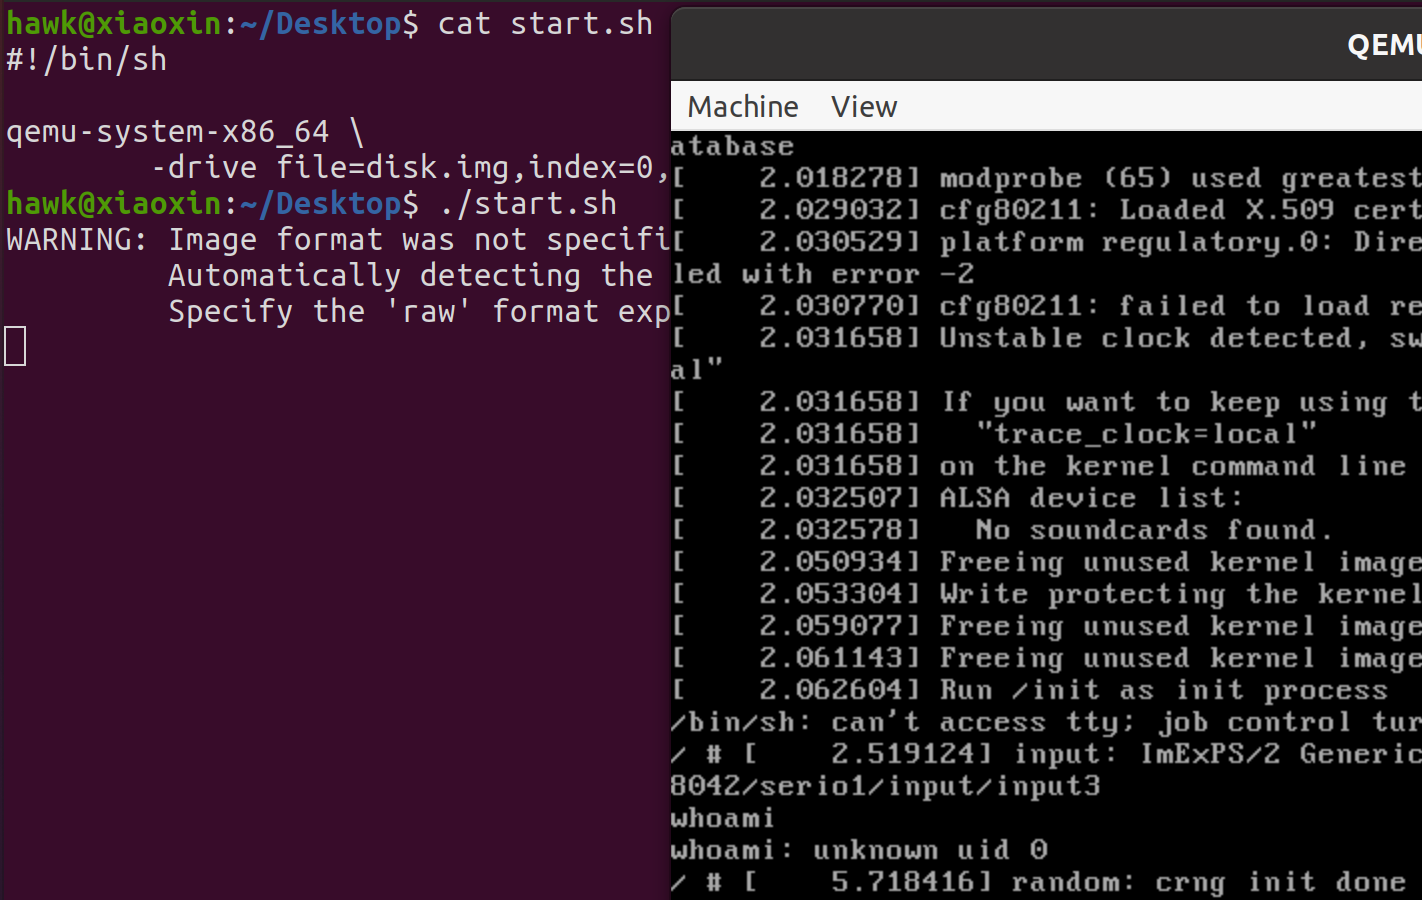 hawk@xiaoxin:~/Desktop$ cat start.sh
#!/bin/sh
qemu-system-x86_64 \
-drive file=disk.img,index=0,
hawk@xiaoxin:~/Desktop$ ./start.sh
WARNING: Image format was not specifi
Automatically detecting the
Specify the 'raw' format exp
QEMU
Machine View
atabase
[ 2.018278] modprobe (65) used greatest
[ 2.029032] cfg80211: Loaded X.509 cert
[ 2.030529] platform regulatory.0: Dire
led with error -2
[ 2.030770] cfg80211: failed to load re
[ 2.031658] Unstable clock detected, sw
al"
[ 2.031658] If you want to keep using t
[ 2.031658] "trace_clock=local"
[ 2.031658] on the kernel command line
[ 2.032507] ALSA device list:
[ 2.032578] No soundcards found.
[ 2.050934] Freeing unused kernel image
[ 2.053304] Write protecting the kernel
[ 2.059077] Freeing unused kernel image
[ 2.061143] Freeing unused kernel image
[ 2.062604] Run /init as init process
/bin/sh: can't access tty; job control tur
/ # [ 2.519124] input: ImExPS/2 Generic
8042/serio1/input/input3
whoami
whoami: unknown uid 0
/ # [ 5.718416] random: crng init done